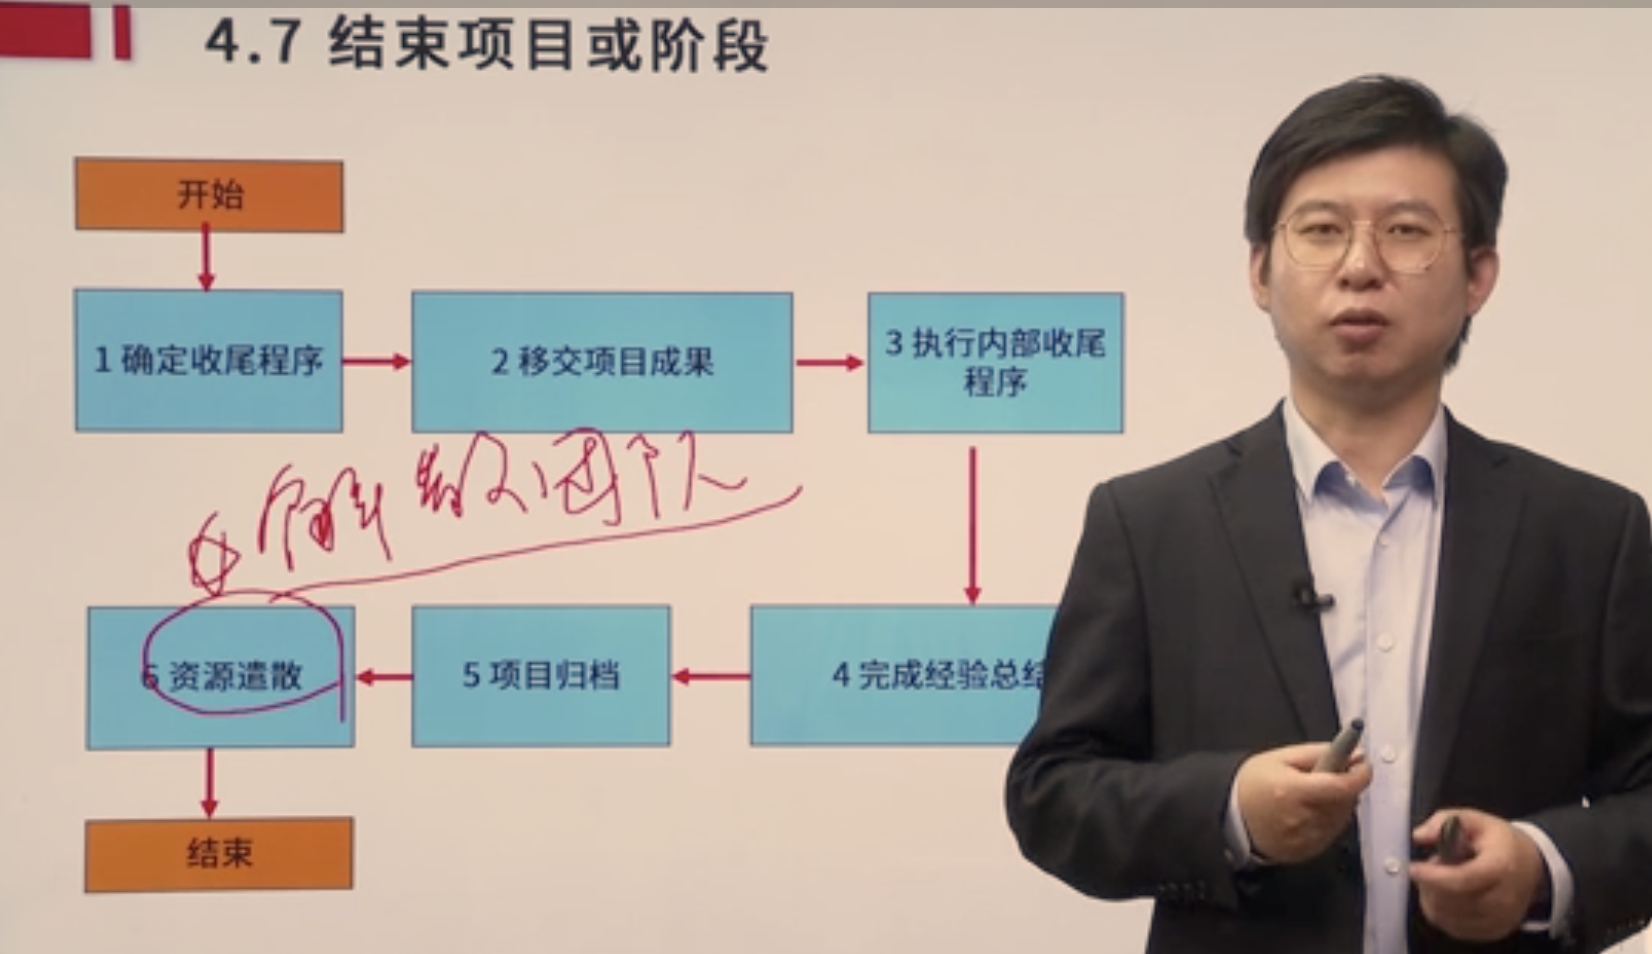 4.7 结束项目或阶段
开始
1 确定收尾程序
2 移交项目成果
3 执行内部收尾
程序
解散团队
4 完成经验总结
5 项目归档
6 资源遣散
结束